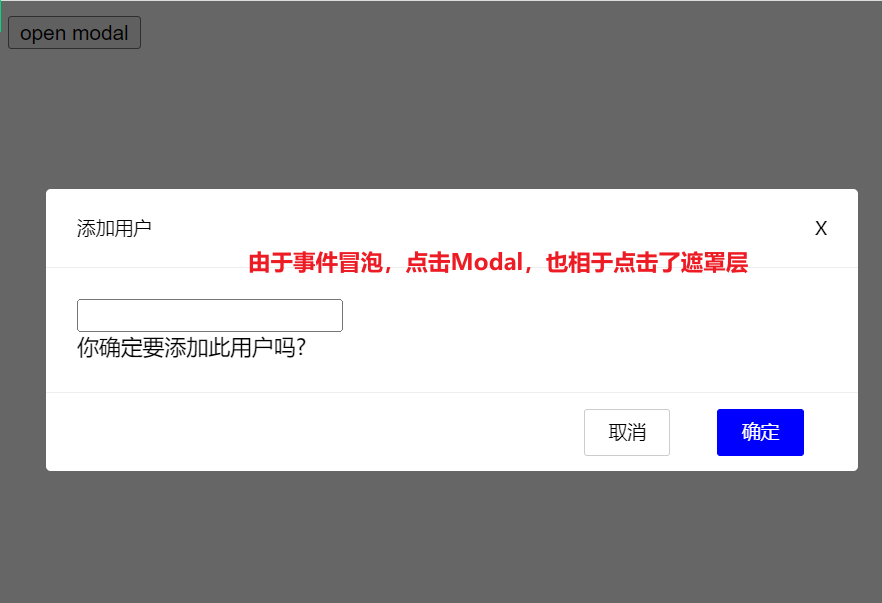 open modal
添加用户
X
由于事件冒泡，点击Modal，也相于点击了遮罩层
你确定要添加此用户吗?
取消
确定